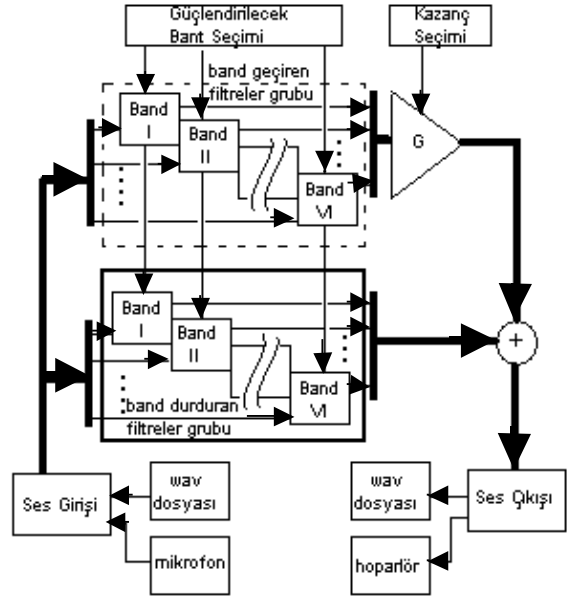 Güçlendirilecek
Bant Seçimi
Kazanç
Seçimi
band geçiren
filtreler grubu
Band
I
Band
II
Band
VI
G
Band
I
Band
II
Band
VI
+
band durduran
filtreler grubu
Ses Girişi
wav
dosyası
mikrofon
wav
dosyası
hoparlör
Ses Çıkışı